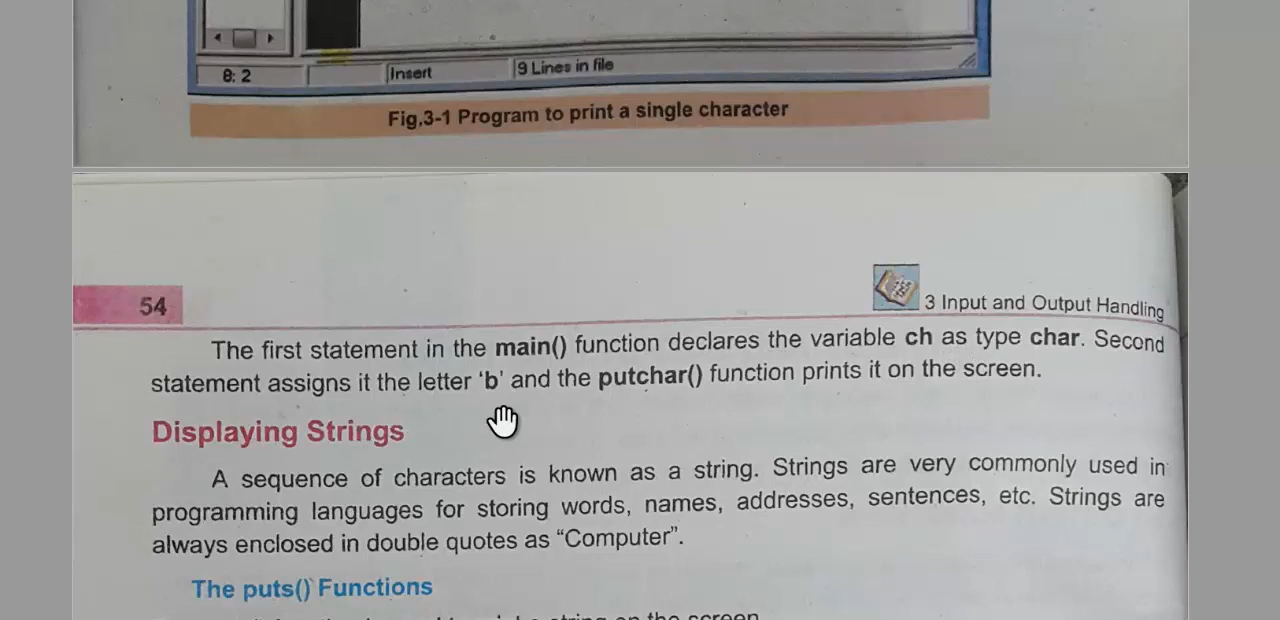 8: 2 Insert 9 Lines in file
Fig.3-1 Program to print a single character
54
3 Input and Output Handling
The first statement in the main() function declares the variable ch as type char. Second
statement assigns it the letter ‘b’ and the putchar() function prints it on the screen.
Displaying Strings
A sequence of characters is known as a string. Strings are very commonly used in
programming languages for storing words, names, addresses, sentences, etc. Strings are
always enclosed in double quotes as “Computer”.
The puts() Functions
string on the screen